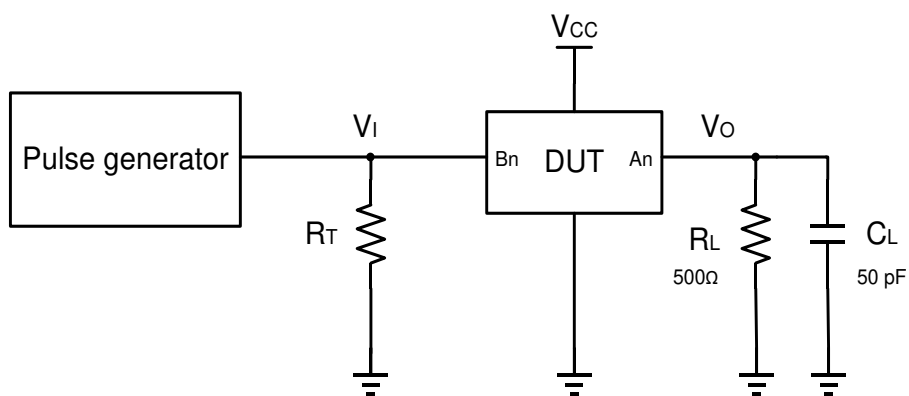 VCC
Pulse generator
VI
Bn
DUT
An
VO
RT
RL
500Ω
CL
50 pF